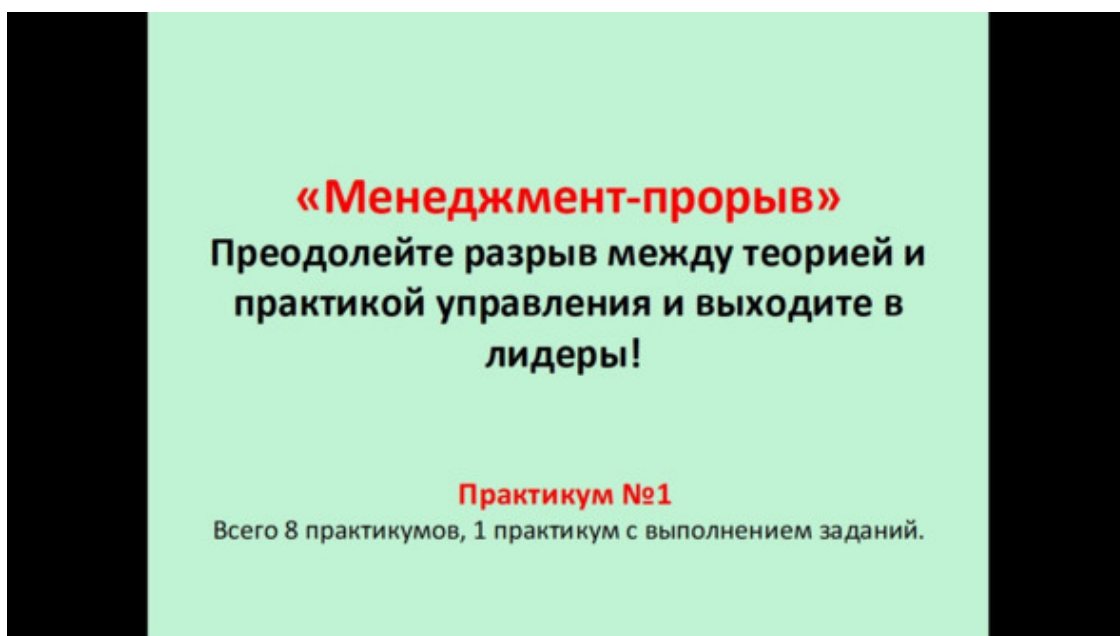 «Менеджмент-прорыв»
Преодолейте разрыв между теорией и
практикой управления и выходите в
лидеры!
Практикум №1
Всего 8 практикумов, 1 практикум с выполнением заданий.